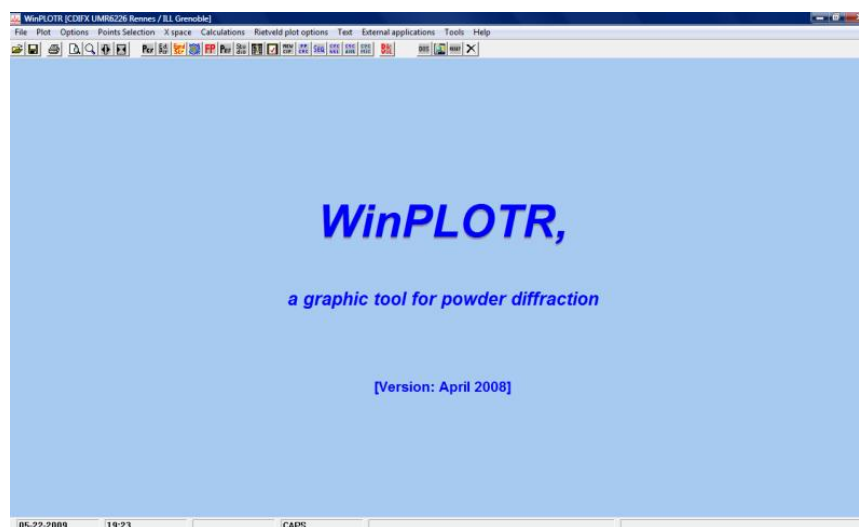 WinPLOTR [CDIFX UMR6226 Rennes / ILL Grenoble]
File Plot Options Points Selection X space Calculations Rietveld plot options Text External applications Tools Help
WinPLOTR,
a graphic tool for powder diffraction
[Version: April 2008]
05-22-2009 19:23 CAPS